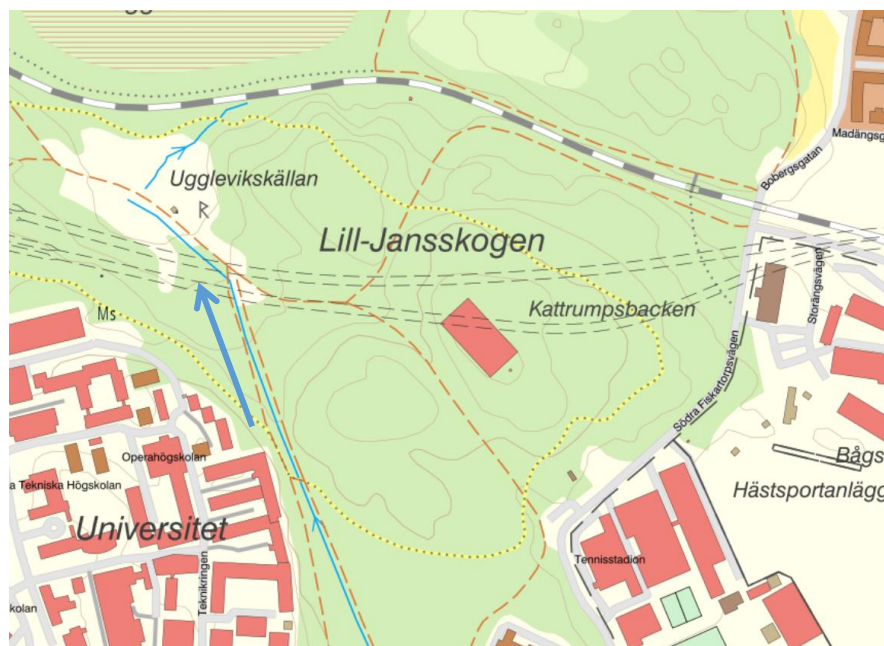 Madängsg
Bobergsgatan
Ugglevikskällan
R
Lill-Jansskogen
Storängsvägen
Kattrumpsbacken
Ms
Södra Fiskartorpsvägen
Operahögskolan
Bågs
a Tekniska Högskolan
Hästsportanlägg
Universitet
Tennisstadion
Teknikringen
kolan